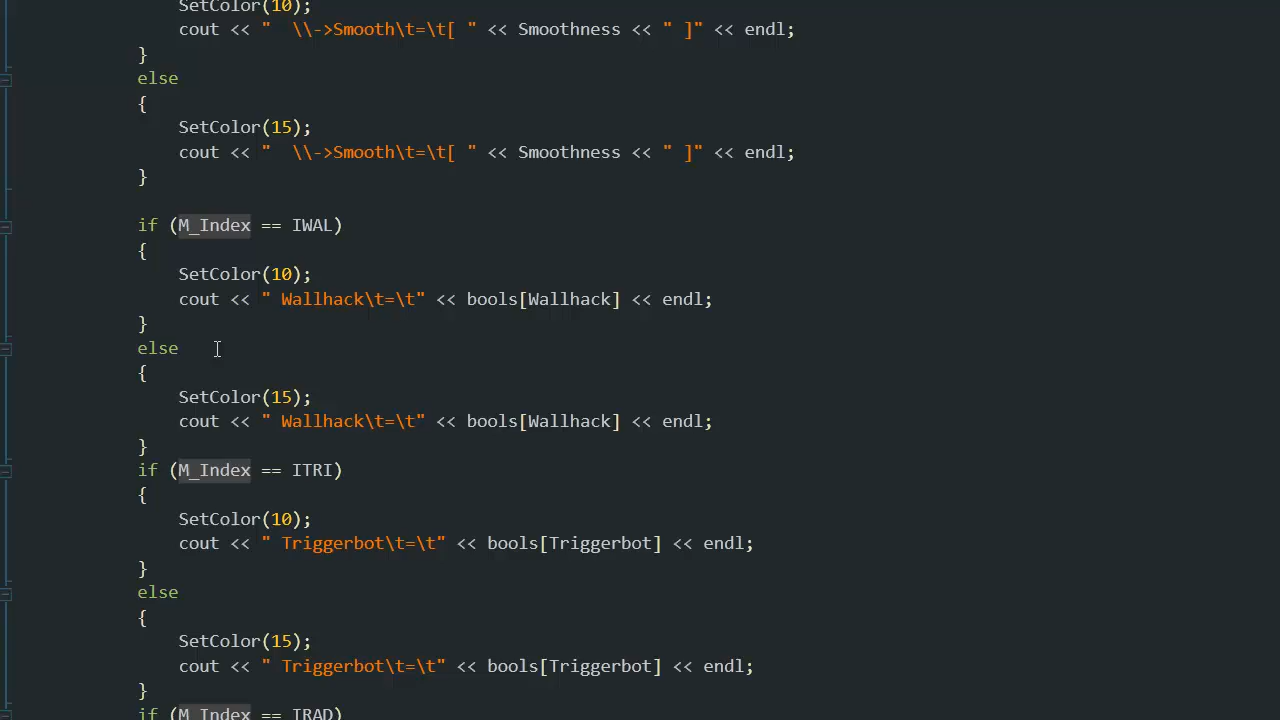 SetColor(10);
cout << "  \\->Smooth\t=\t[ " << Smoothness << " ]" << endl;
}
else
{
SetColor(15);
cout << "  \\->Smooth\t=\t[ " << Smoothness << " ]" << endl;
}
if (M_Index == IWAL)
{
SetColor(10);
cout << " Wallhack\t=\t" << bools[Wallhack] << endl;
}
else
{
SetColor(15);
cout << " Wallhack\t=\t" << bools[Wallhack] << endl;
}
if (M_Index == ITRI)
{
SetColor(10);
cout << " Triggerbot\t=\t" << bools[Triggerbot] << endl;
}
else
{
SetColor(15);
cout << " Triggerbot\t=\t" << bools[Triggerbot] << endl;
}
if (M_Index == IRAD)